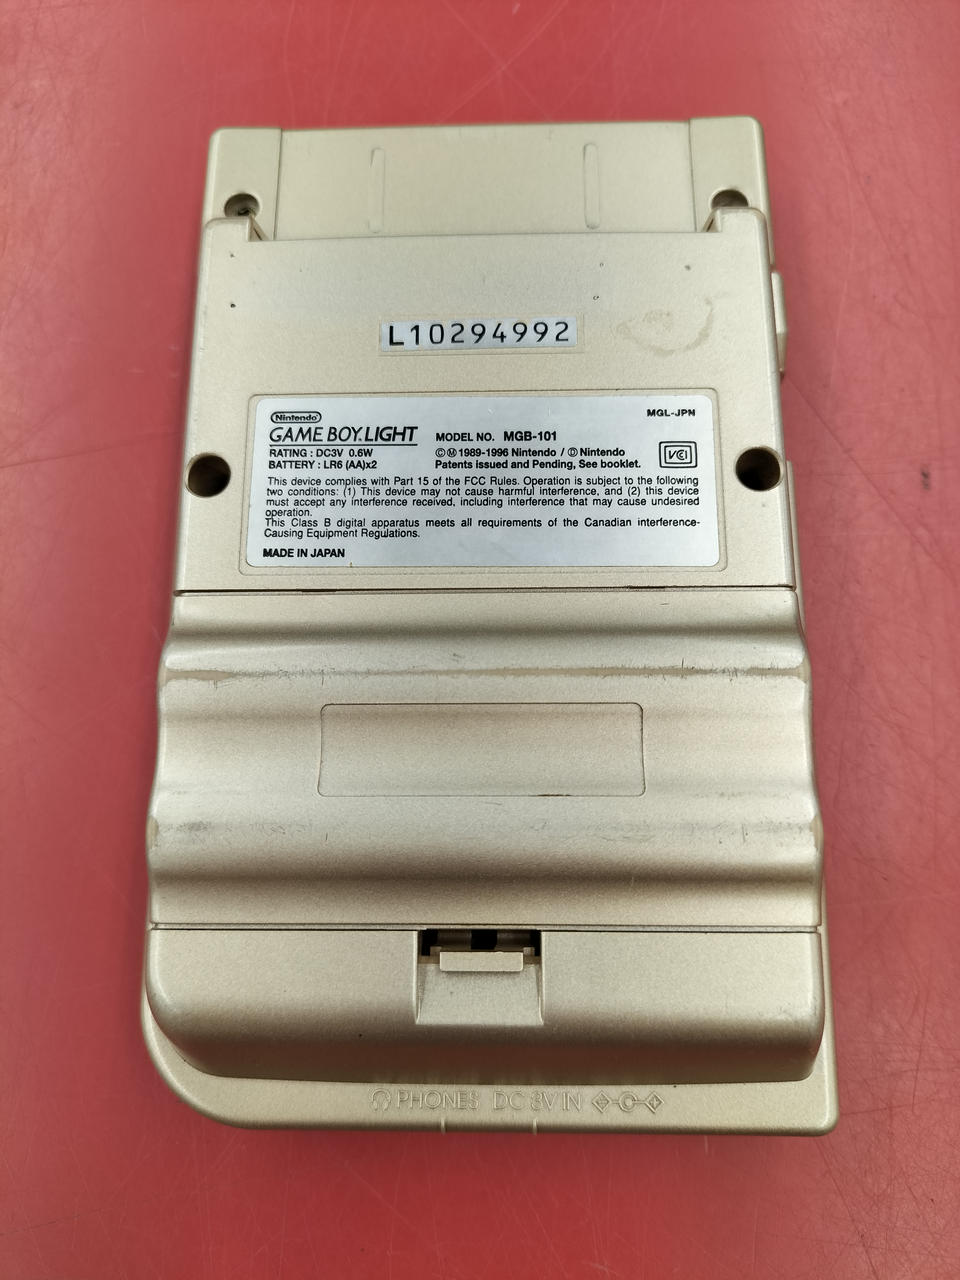 L10294992
Nintendo
GAME BOY LIGHT
MGL-JPN
MODEL NO. MGB-101
RATING : DC3V 0.6W
©Ⓜ 1989-1996 Nintendo / Ⓓ Nintendo
BATTERY : LR6 (AA)x2
Patents issued and Pending, See booklet.
VCI
This device complies with Part 15 of the FCC Rules. Operation is subject to the following
two conditions: (1) This device may not cause harmful interference, and (2) this device
must accept any interference received, including interference that may cause undesired
operation.
This Class B digital apparatus meets all requirements of the Canadian interference-
Causing Equipment Regulations.
MADE IN JAPAN
PHONES DC 3V IN